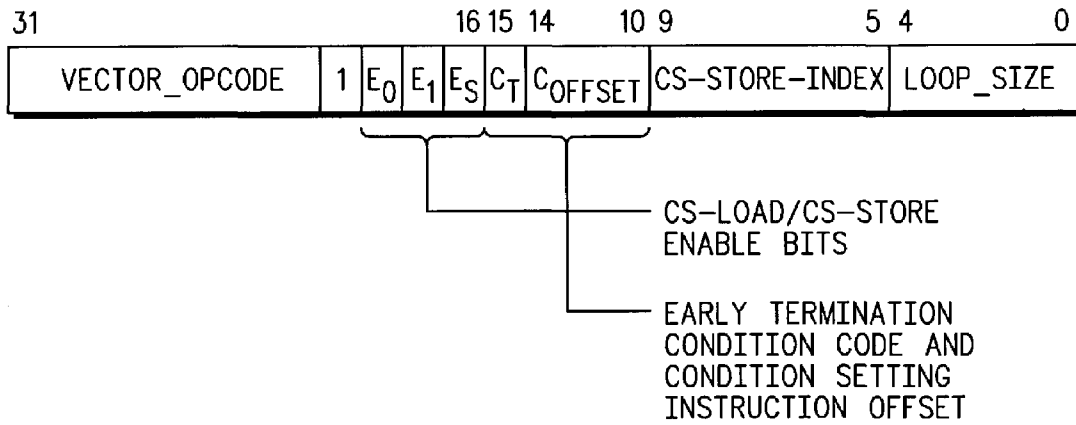 31 16 15 14 10 9 5 4 0
VECTOR_OPCODE 1 E0 E1 ES CT COFFSET CS-STORE-INDEX LOOP_SIZE
CS-LOAD/CS-STORE
ENABLE BITS
EARLY TERMINATION
CONDITION CODE AND
CONDITION SETTING
INSTRUCTION OFFSET